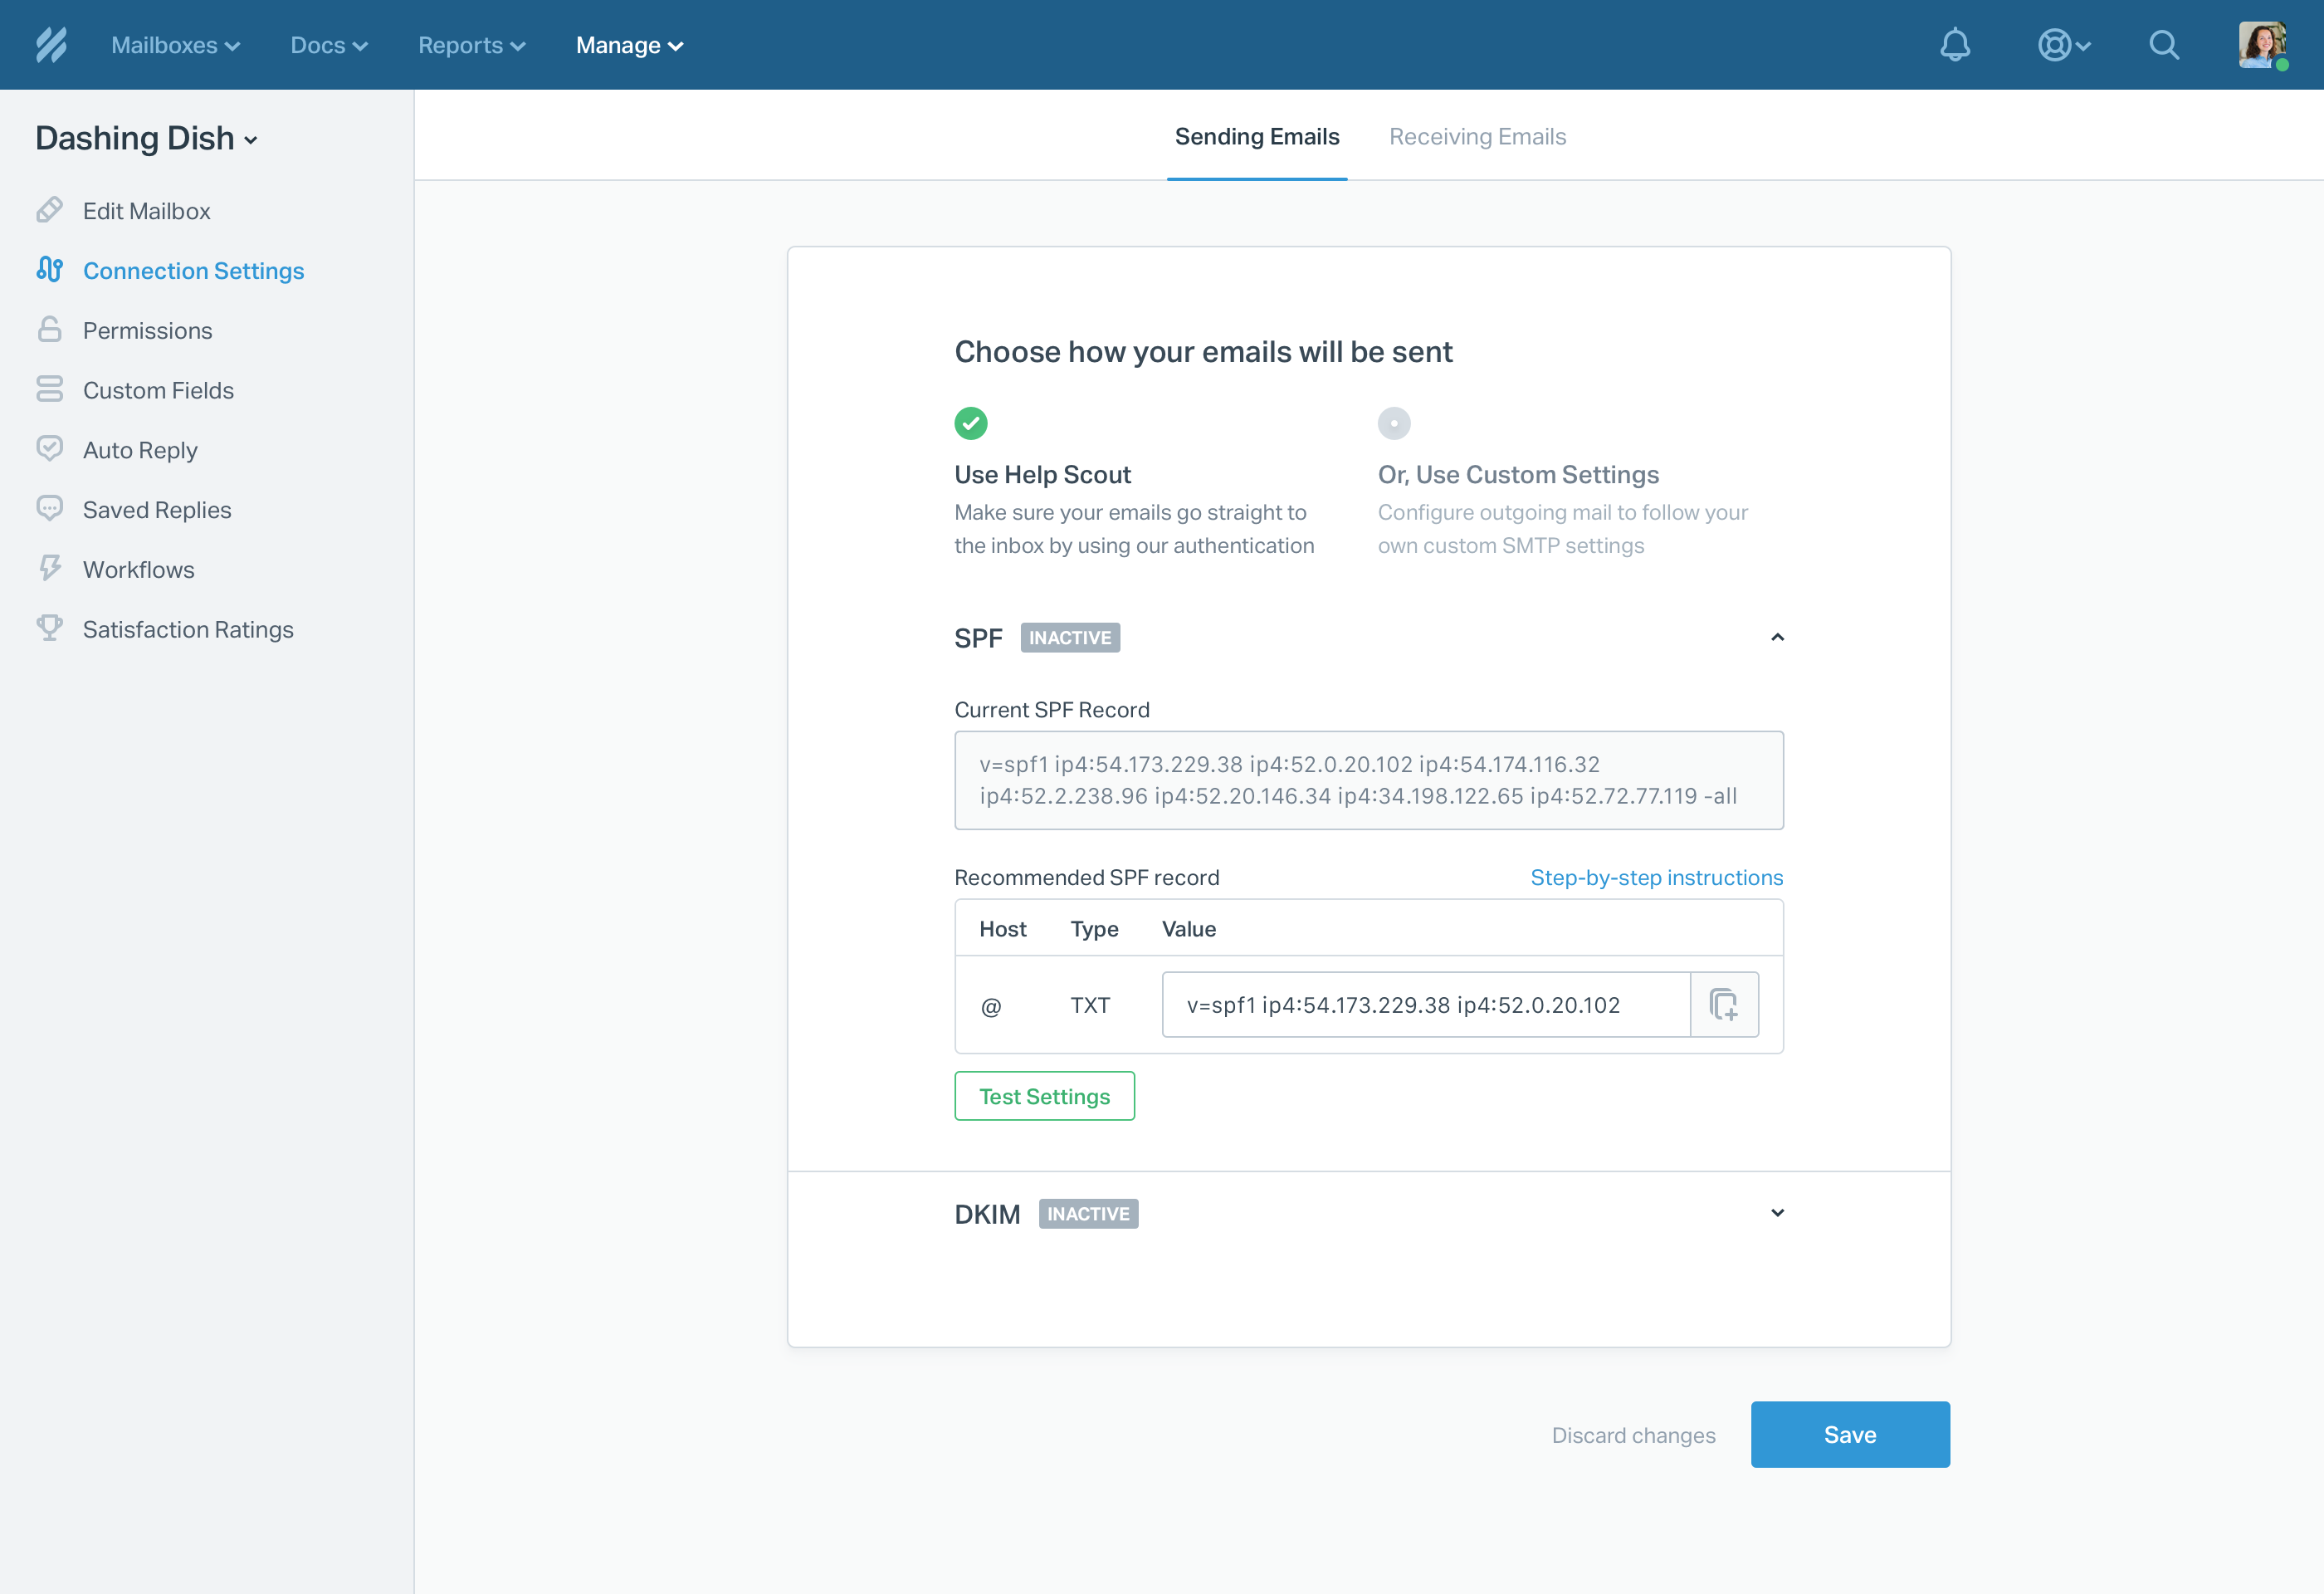 Mailboxes Docs Reports Manage
Dashing Dish
Edit Mailbox
Connection Settings
Permissions
Custom Fields
Auto Reply
Saved Replies
Workflows
Satisfaction Ratings
Sending Emails Receiving Emails
Choose how your emails will be sent
Use Help Scout
Make sure your emails go straight to
the inbox by using our authentication
Or, Use Custom Settings
Configure outgoing mail to follow your
own custom SMTP settings
SPF INACTIVE
Current SPF Record
v=spf1 ip4:54.173.229.38 ip4:52.0.20.102 ip4:54.174.116.32
ip4:52.2.238.96 ip4:52.20.146.34 ip4:34.198.122.65 ip4:52.72.77.119 -all
Recommended SPF record Step-by-step instructions
Host Type Value
@ TXT v=spf1 ip4:54.173.229.38 ip4:52.0.20.102
Test Settings
DKIM INACTIVE
Discard changes Save